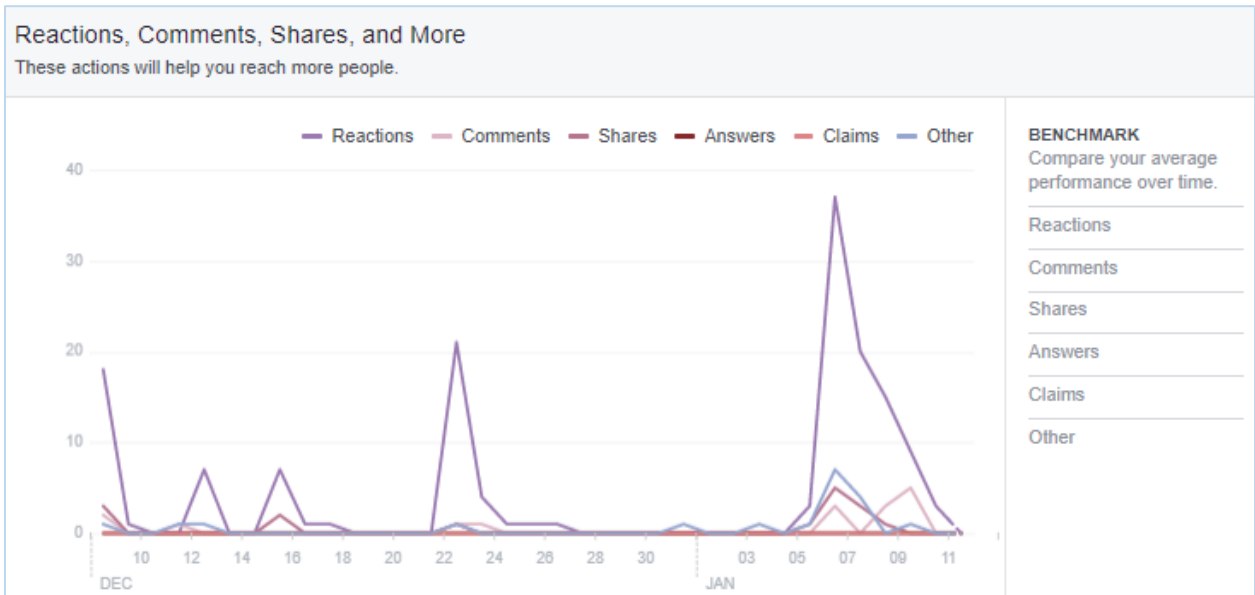 Reactions, Comments, Shares, and More
These actions will help you reach more people.
Reactions Comments Shares Answers Claims Other
40
30
20
10
0
10 12 14 16 18 20 22 24 26 28 30 03 05 07 09 11
DEC JAN
BENCHMARK
Compare your average
performance over time.
Reactions
Comments
Shares
Answers
Claims
Other